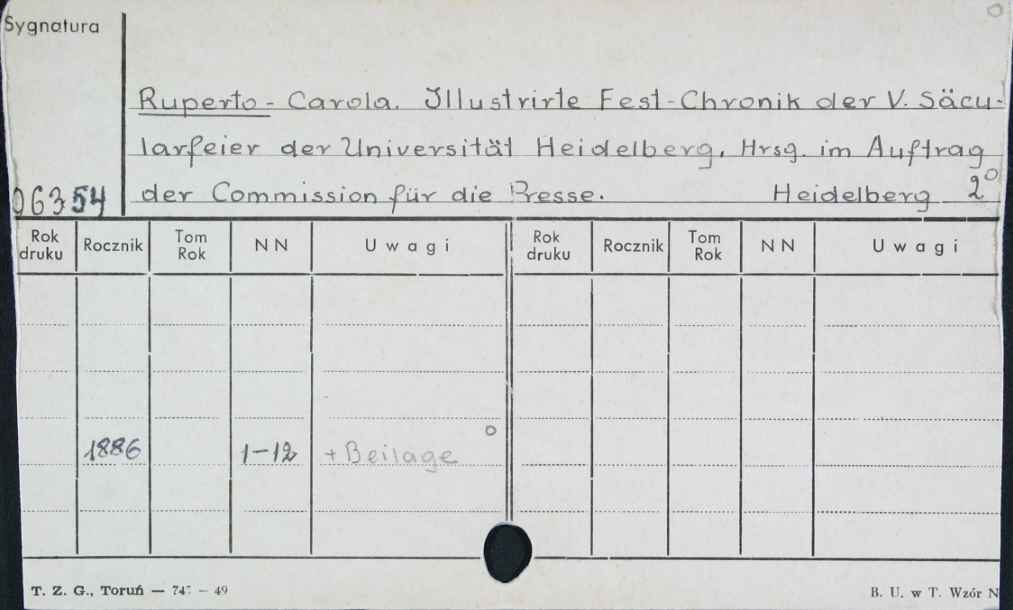 Sygnatura
Ruperto - Carola. Illustrirte Fest-Chronik der V. Säcu-
larfeier der Universität Heidelberg. Hrsg. im Auftrag
06354 der Commission für die Presse. Heidelberg 2°
Rok druku Rocznik Tom Rok NN Uwagi Rok druku Rocznik Tom Rok NN Uwagi
1886 1-12 + Beilage
T. Z. G., Toruń — – 49 B. U. w T. Wzór N